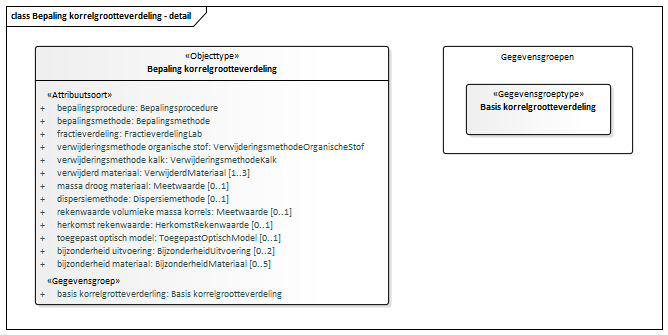 class Bepaling korrelgrootteverdeling - detail
«Objecttype»
Bepaling korrelgrootteverdeling
«Attribuutsoort»
+ bepalingsprocedure: Bepalingsprocedure
+ bepalingsmethode: Bepalingsmethode
+ fractieverdeling: FractieverdelingLab
+ verwijderingsmethode organische stof: VerwijderingsmethodeOrganischeStof
+ verwijderingsmethode kalk: VerwijderingsmethodeKalk
+ verwijderd materiaal: VerwijderdMateriaal [1..3]
+ massa droog materiaal: Meetwaarde [0..1]
+ dispersiemethode: Dispersiemethode [0..1]
+ rekenwaarde volumieke massa korrels: Meetwaarde [0..1]
+ herkomst rekenwaarde: HerkomstRekenwaarde [0..1]
+ toegepast optisch model: ToegepastOptischModel [0..1]
+ bijzonderheid uitvoering: BijzonderheidUitvoering [0..2]
+ bijzonderheid materiaal: BijzonderheidMateriaal [0..5]
«Gegevensgroep»
+ basis korrelgrotteverderling: Basis korrelgrootteverdeling
Gegevensgroepen
«Gegevensgroeptype»
Basis korrelgrootteverdeling